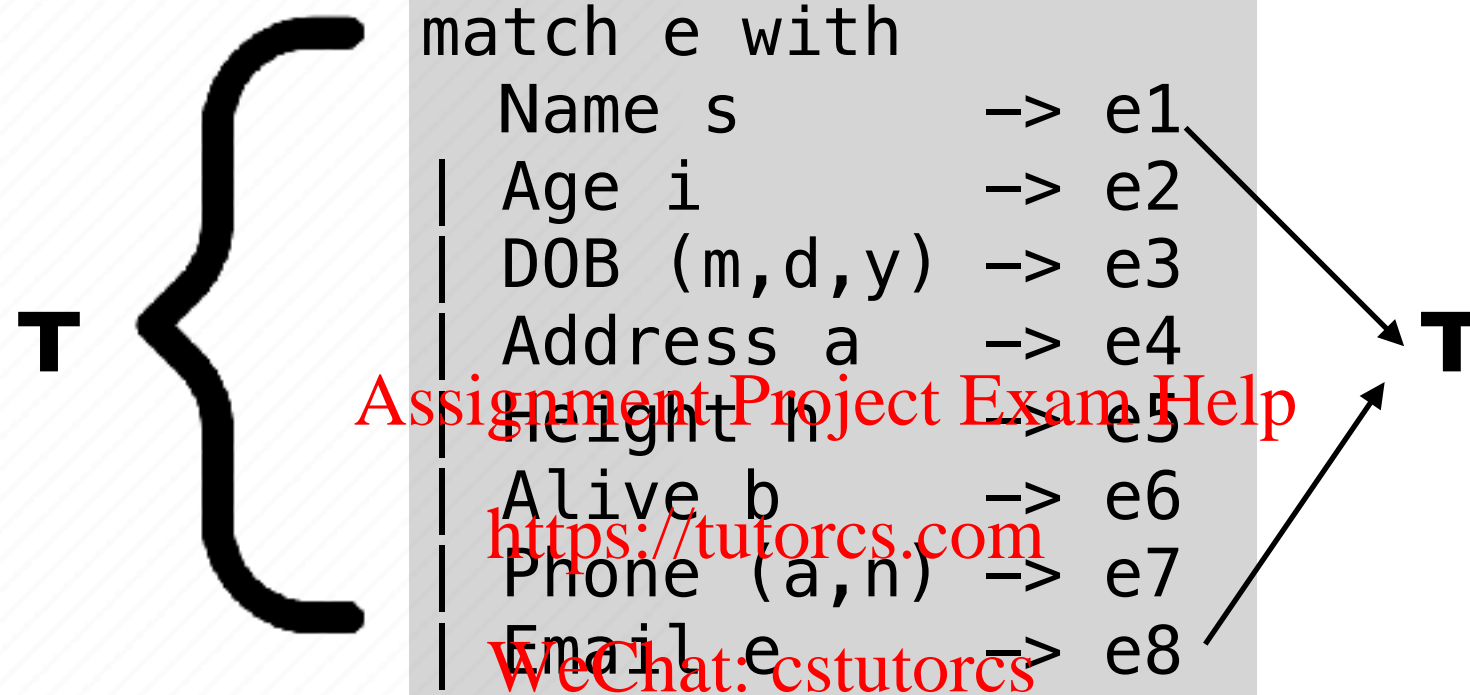 match e with
Name s -> e1
| Age i -> e2
| DOB (m,d,y) -> e3
T
| Address a -> e4
T
Assignment Project Exam Help
| Height h -> e5
| Alive b -> e6
https://tutorcs.com
| Phone (a,n) -> e7
| Email e -> e8
WeChat: cstutorcs